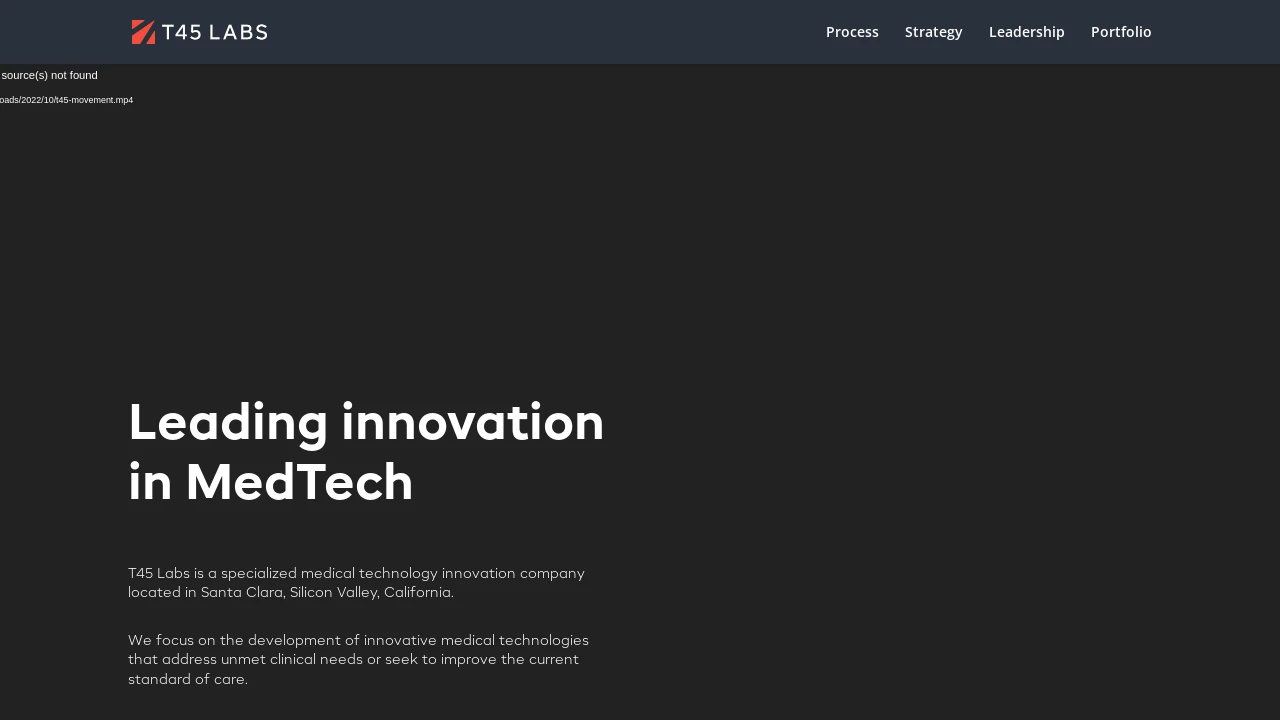 T45 LABS
Process
Strategy
Leadership
Portfolio
source(s) not found
oads/2022/10/t45-movement.mp4
Leading innovation
in MedTech
T45 Labs is a specialized medical technology innovation company
located in Santa Clara, Silicon Valley, California.
We focus on the development of innovative medical technologies
that address unmet clinical needs or seek to improve the current
standard of care.